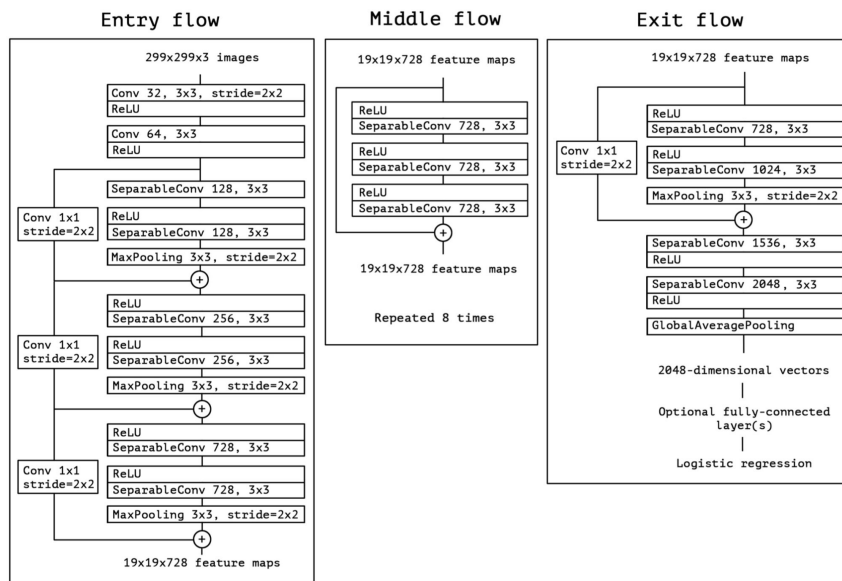 Entry flow
299x299x3 images
Conv 32, 3x3, stride=2x2
ReLU
Conv 64, 3x3
ReLU
Conv 1x1
stride=2x2
SeparableConv 128, 3x3
ReLU
SeparableConv 128, 3x3
MaxPooling 3x3, stride=2x2
+
Conv 1x1
stride=2x2
ReLU
SeparableConv 256, 3x3
ReLU
SeparableConv 256, 3x3
MaxPooling 3x3, stride=2x2
+
Conv 1x1
stride=2x2
ReLU
SeparableConv 728, 3x3
ReLU
SeparableConv 728, 3x3
MaxPooling 3x3, stride=2x2
+
19x19x728 feature maps
Middle flow
19x19x728 feature maps
ReLU
SeparableConv 728, 3x3
ReLU
SeparableConv 728, 3x3
ReLU
SeparableConv 728, 3x3
+
19x19x728 feature maps
Repeated 8 times
Exit flow
19x19x728 feature maps
Conv 1x1
stride=2x2
ReLU
SeparableConv 728, 3x3
ReLU
SeparableConv 1024, 3x3
MaxPooling 3x3, stride=2x2
+
SeparableConv 1536, 3x3
ReLU
SeparableConv 2048, 3x3
ReLU
GlobalAveragePooling
2048-dimensional vectors
Optional fully-connected
layer(s)
Logistic regression